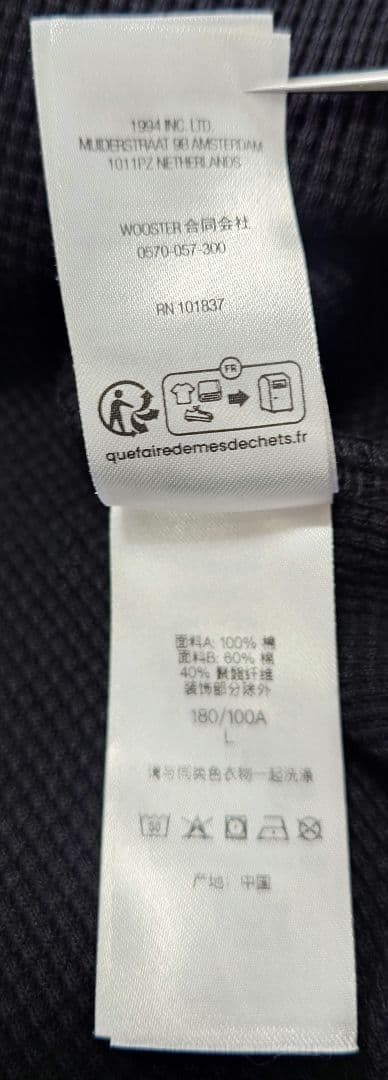 1994 INC. LTD.
MUIDERSTRAAT 9B AMSTERDAM
1011PZ NETHERLANDS
WOOSTER 合同会社
0570-057-300
RN 101837
FR
quefairedemesdechets.fr
面料A: 100% 棉
面料B: 60% 棉
40% 聚酯纤维
装饰部分除外
180/100A
L
请与同类色衣物一起洗涤
30
产地: 中国